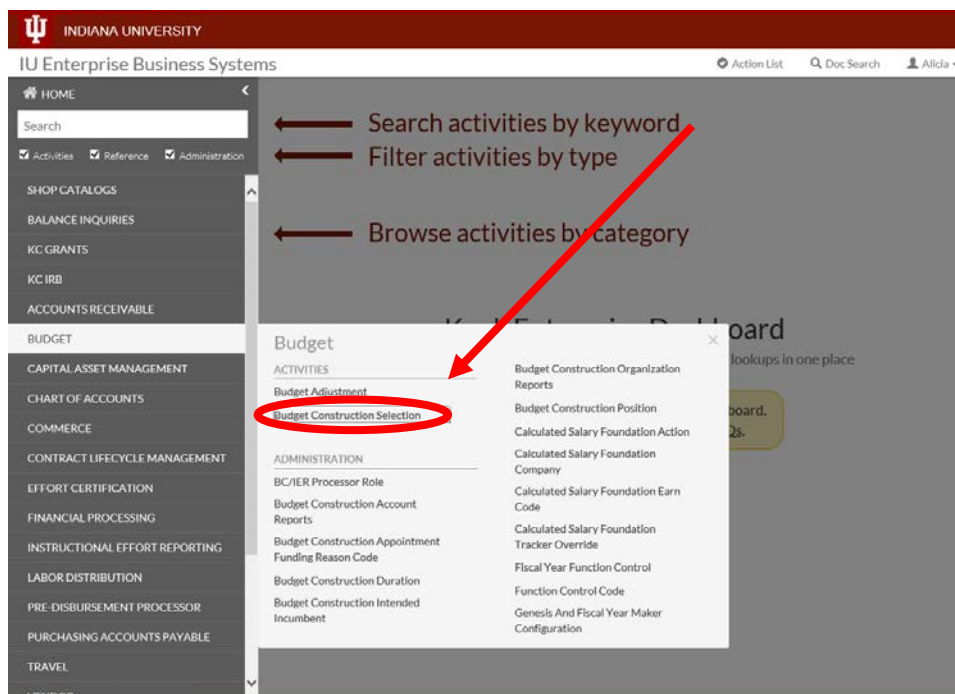 INDIANA UNIVERSITY
IU Enterprise Business Systems
Action List
Doc Search
Alicia
HOME
Search
Activities
Reference
Administration
Search activities by keyword
Filter activities by type
Browse activities by category
SHOP CATALOGS
BALANCE INQUIRIES
KC GRANTS
KC IRB
ACCOUNTS RECEIVABLE
BUDGET
CAPITAL ASSET MANAGEMENT
CHART OF ACCOUNTS
COMMERCE
CONTRACT LIFECYCLE MANAGEMENT
EFFORT CERTIFICATION
FINANCIAL PROCESSING
INSTRUCTIONAL EFFORT REPORTING
LABOR DISTRIBUTION
PRE-DISBURSEMENT PROCESSOR
PURCHASING ACCOUNTS PAYABLE
TRAVEL
Budget
ACTIVITIES
Budget Adjustment
Budget Construction Selection
ADMINISTRATION
BC/IER Processor Role
Budget Construction Account
Reports
Budget Construction Appointment
Funding Reason Code
Budget Construction Duration
Budget Construction Intended
Incumbent
Budget Construction Organization
Reports
Budget Construction Position
Calculated Salary Foundation Action
Calculated Salary Foundation
Company
Calculated Salary Foundation Earn
Code
Calculated Salary Foundation
Tracker Override
Fiscal Year Function Control
Function Control Code
Genesis And Fiscal Year Maker
Configuration
oard
lookups in one place
board.
Qs.